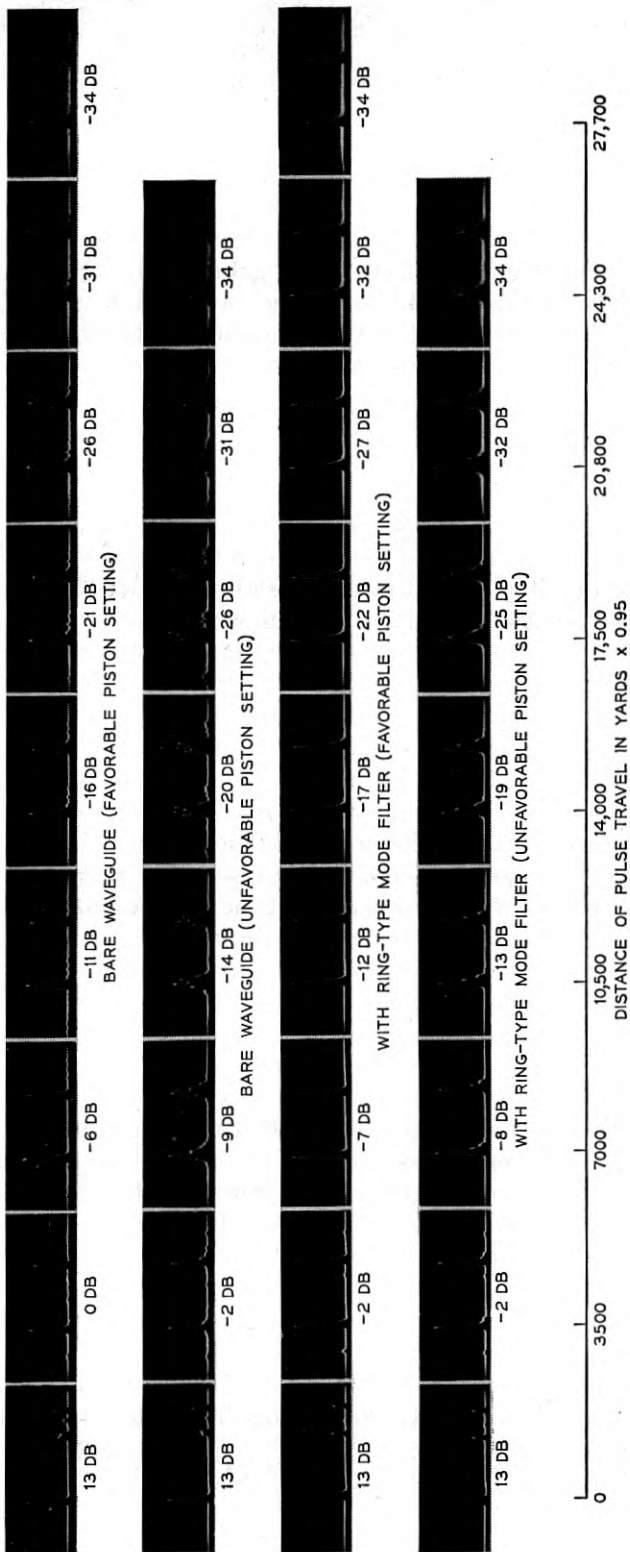 13 DB 0 DB -6 DB -11 DB -16 DB -21 DB -26 DB -31 DB -34 DB
BARE WAVEGUIDE (FAVORABLE PISTON SETTING)
13 DB -2 DB -9 DB -14 DB -20 DB -26 DB -31 DB -34 DB
BARE WAVEGUIDE (UNFAVORABLE PISTON SETTING)
13 DB -2 DB -7 DB -12 DB -17 DB -22 DB -27 DB -32 DB -34 DB
WITH RING-TYPE MODE FILTER (FAVORABLE PISTON SETTING)
13 DB -2 DB -8 DB -13 DB -19 DB -25 DB -32 DB -34 DB
WITH RING-TYPE MODE FILTER (UNFAVORABLE PISTON SETTING)
0 3500 7000 10,500 14,000 17,500 20,800 24,300 27,700
DISTANCE OF PULSE TRAVEL IN YARDS X 0.95